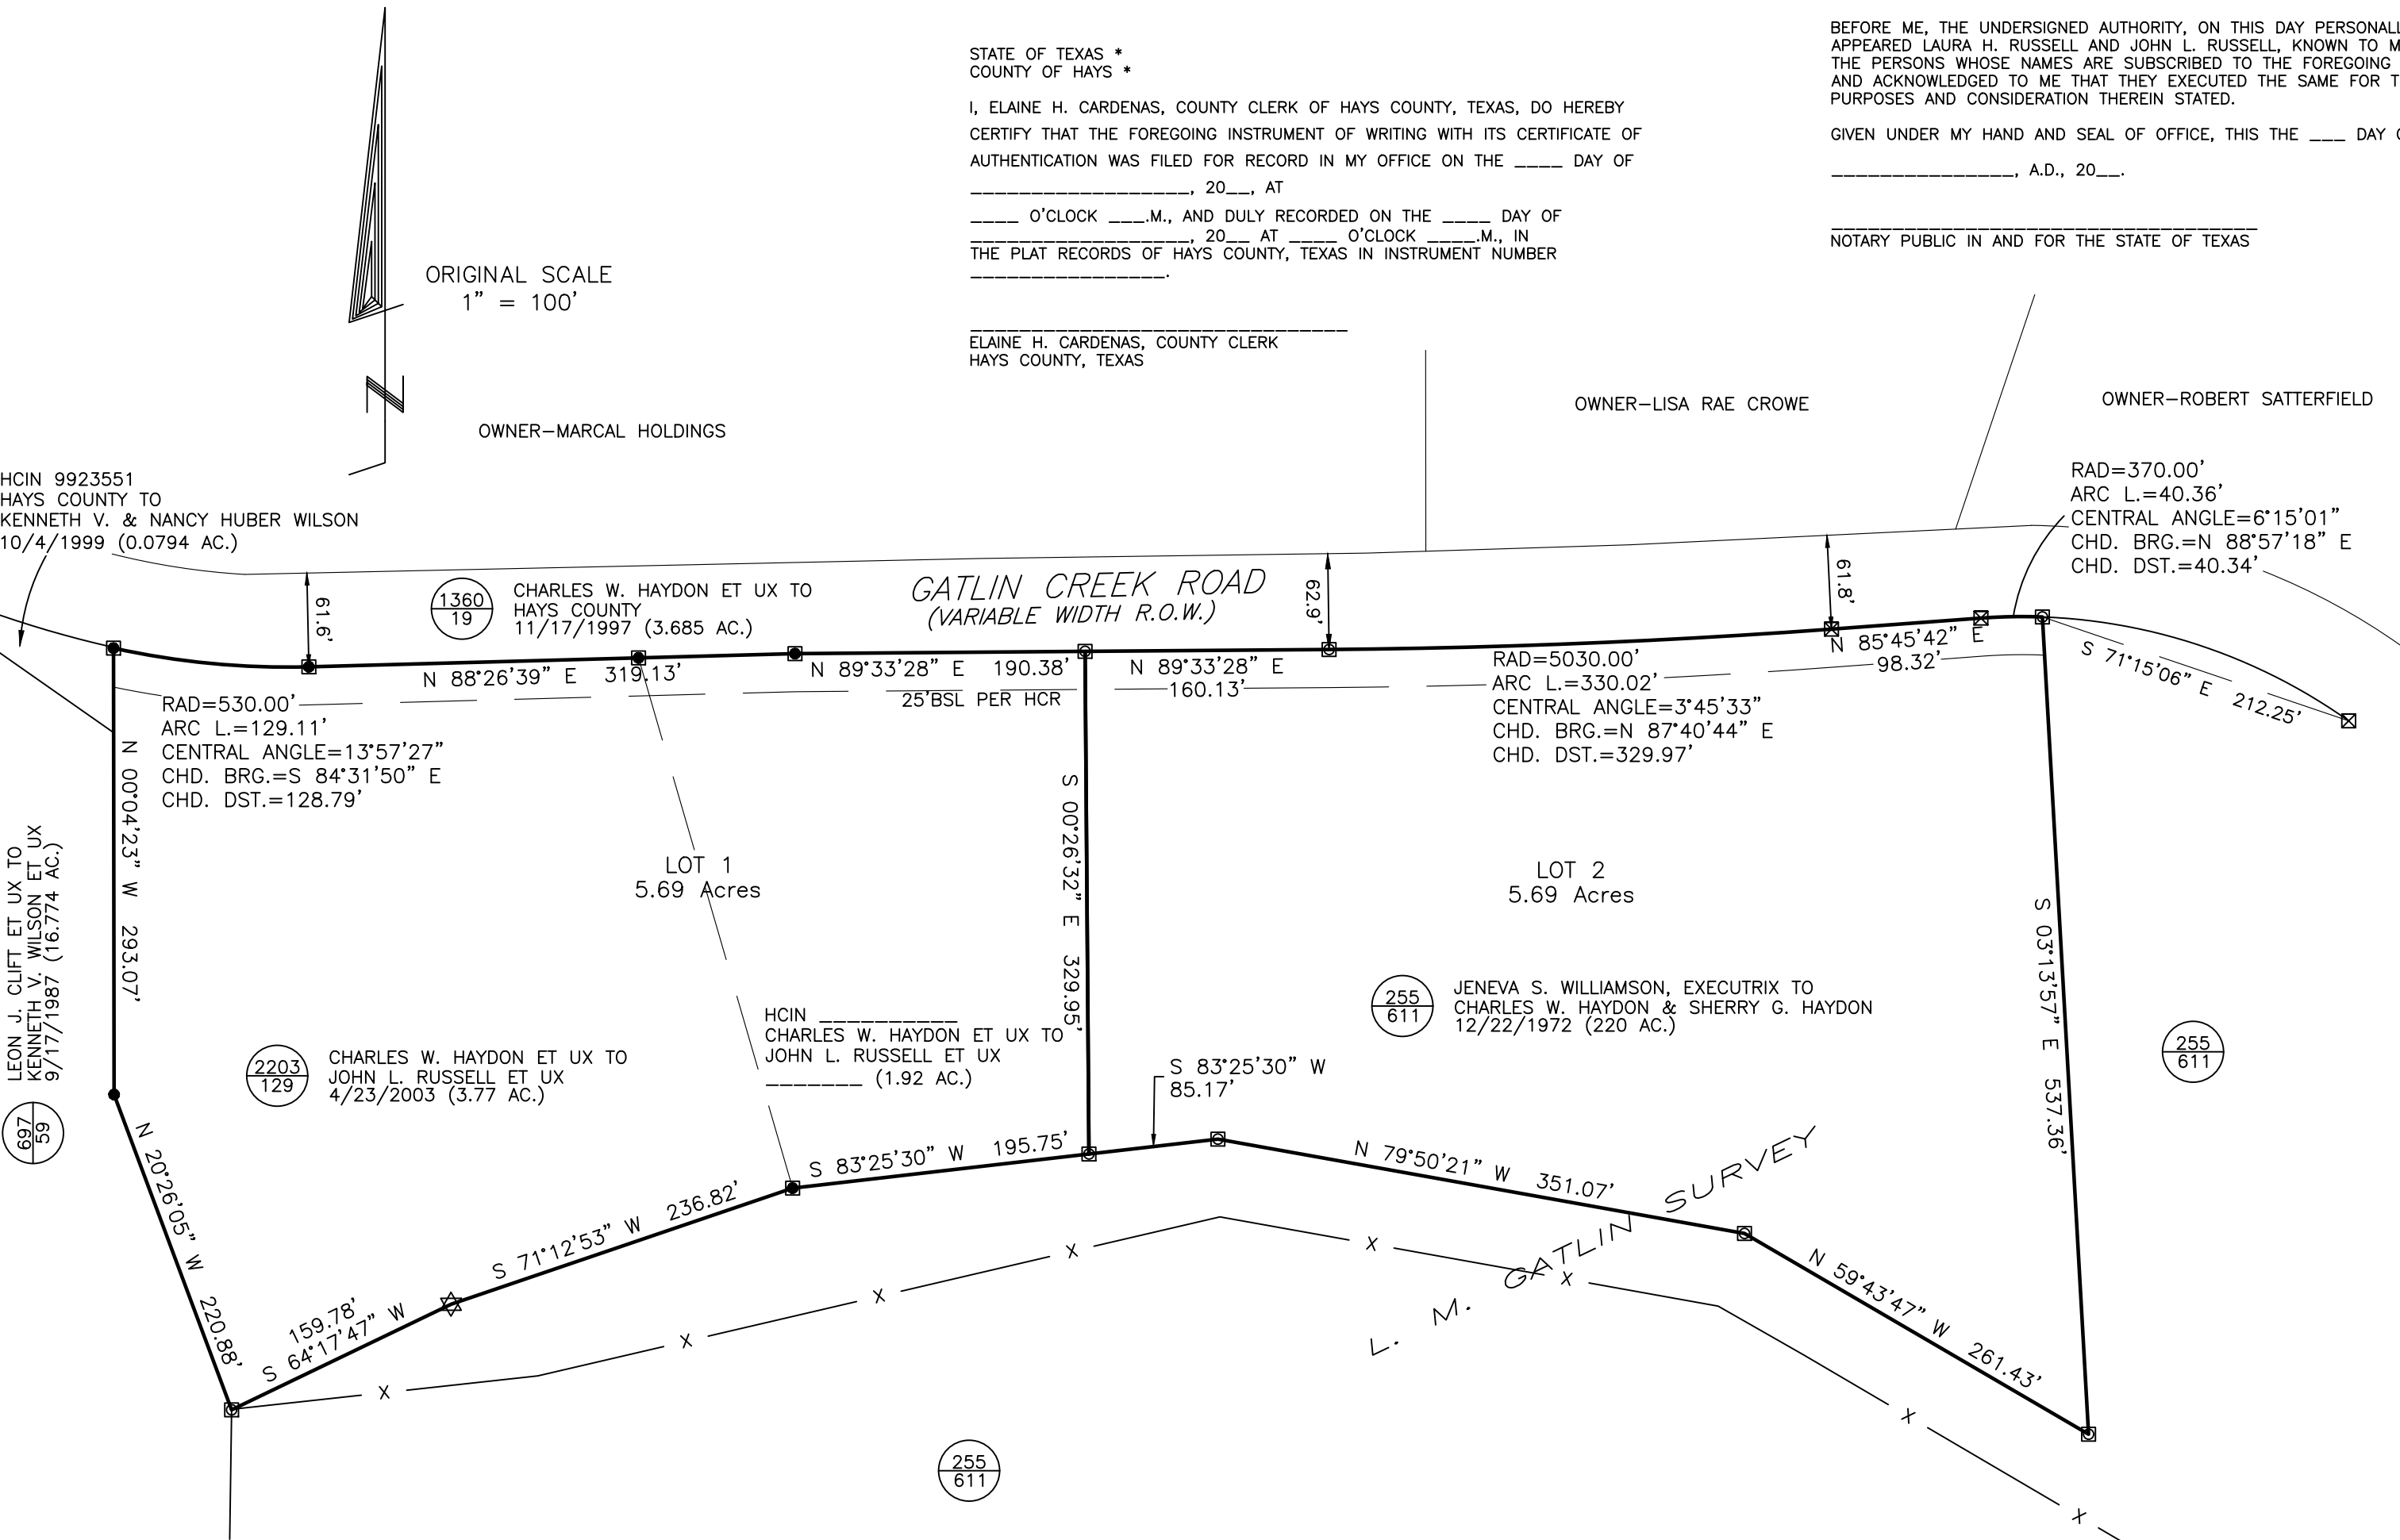 STATE OF TEXAS *
COUNTY OF HAYS *
I, ELAINE H. CARDENAS, COUNTY CLERK OF HAYS COUNTY, TEXAS, DO HEREBY
CERTIFY THAT THE FOREGOING INSTRUMENT OF WRITING WITH ITS CERTIFICATE OF
AUTHENTICATION WAS FILED FOR RECORD IN MY OFFICE ON THE ____ DAY OF
__________________, 20__, AT
____ O'CLOCK ___.M., AND DULY RECORDED ON THE ____ DAY OF
__________________, 20__ AT ____ O'CLOCK ____.M., IN
THE PLAT RECORDS OF HAYS COUNTY, TEXAS IN INSTRUMENT NUMBER
________________.
_______________________________
ELAINE H. CARDENAS, COUNTY CLERK
HAYS COUNTY, TEXAS
BEFORE ME, THE UNDERSIGNED AUTHORITY, ON THIS DAY PERSONALL
APPEARED LAURA H. RUSSELL AND JOHN L. RUSSELL, KNOWN TO M
THE PERSONS WHOSE NAMES ARE SUBSCRIBED TO THE FOREGOING
AND ACKNOWLEDGED TO ME THAT THEY EXECUTED THE SAME FOR T
PURPOSES AND CONSIDERATION THEREIN STATED.
GIVEN UNDER MY HAND AND SEAL OF OFFICE, THIS THE ___ DAY O
_______________, A.D., 20__.
___________________________________
NOTARY PUBLIC IN AND FOR THE STATE OF TEXAS
ORIGINAL SCALE
1" = 100'
N
OWNER-MARCAL HOLDINGS
OWNER-LISA RAE CROWE
OWNER-ROBERT SATTERFIELD
HCIN 9923551
HAYS COUNTY TO
KENNETH V. & NANCY HUBER WILSON
10/4/1999 (0.0794 AC.)
RAD=370.00'
ARC L.=40.36'
CENTRAL ANGLE=6°15'01"
CHD. BRG.=N 88°57'18" E
CHD. DST.=40.34'
61.6'
1360
19
CHARLES W. HAYDON ET UX TO
HAYS COUNTY
11/17/1997 (3.685 AC.)
GATLIN CREEK ROAD
(VARIABLE WIDTH R.O.W.)
62.9'
61.8'
N 88°26'39" E 319.13'
N 89°33'28" E 190.38'
N 89°33'28" E
160.13'
25'BSL PER HCR
N 85°45'42" E
98.32'
S 71°15'06" E 212.25'
RAD=530.00'
ARC L.=129.11'
CENTRAL ANGLE=13°57'27"
CHD. BRG.=S 84°31'50" E
CHD. DST.=128.79'
RAD=5030.00'
ARC L.=330.02'
CENTRAL ANGLE=3°45'33"
CHD. BRG.=N 87°40'44" E
CHD. DST.=329.97'
N 00°04'23" W 293.07'
S 00°26'32" E 329.95'
S 03°13'57" E 537.36'
LOT 1
5.69 Acres
LOT 2
5.69 Acres
LEON J. CLIFT ET UX TO
KENNETH V. WILSON ET UX
9/17/1987 (16.774 AC.)
697
59
2203
129
CHARLES W. HAYDON ET UX TO
JOHN L. RUSSELL ET UX
4/23/2003 (3.77 AC.)
HCIN __________
CHARLES W. HAYDON ET UX TO
JOHN L. RUSSELL ET UX
_______ (1.92 AC.)
255
611
JENEVA S. WILLIAMSON, EXECUTRIX TO
CHARLES W. HAYDON & SHERRY G. HAYDON
12/22/1972 (220 AC.)
255
611
S 83°25'30" W
85.17'
N 20°26'05" W 220.88'
159.78'
S 64°17'47" W
S 71°12'53" W 236.82'
S 83°25'30" W 195.75'
N 79°50'21" W 351.07'
N 59°43'47" W 261.43'
L. M. GATLIN SURVEY
X X X X X X X X X
255
611